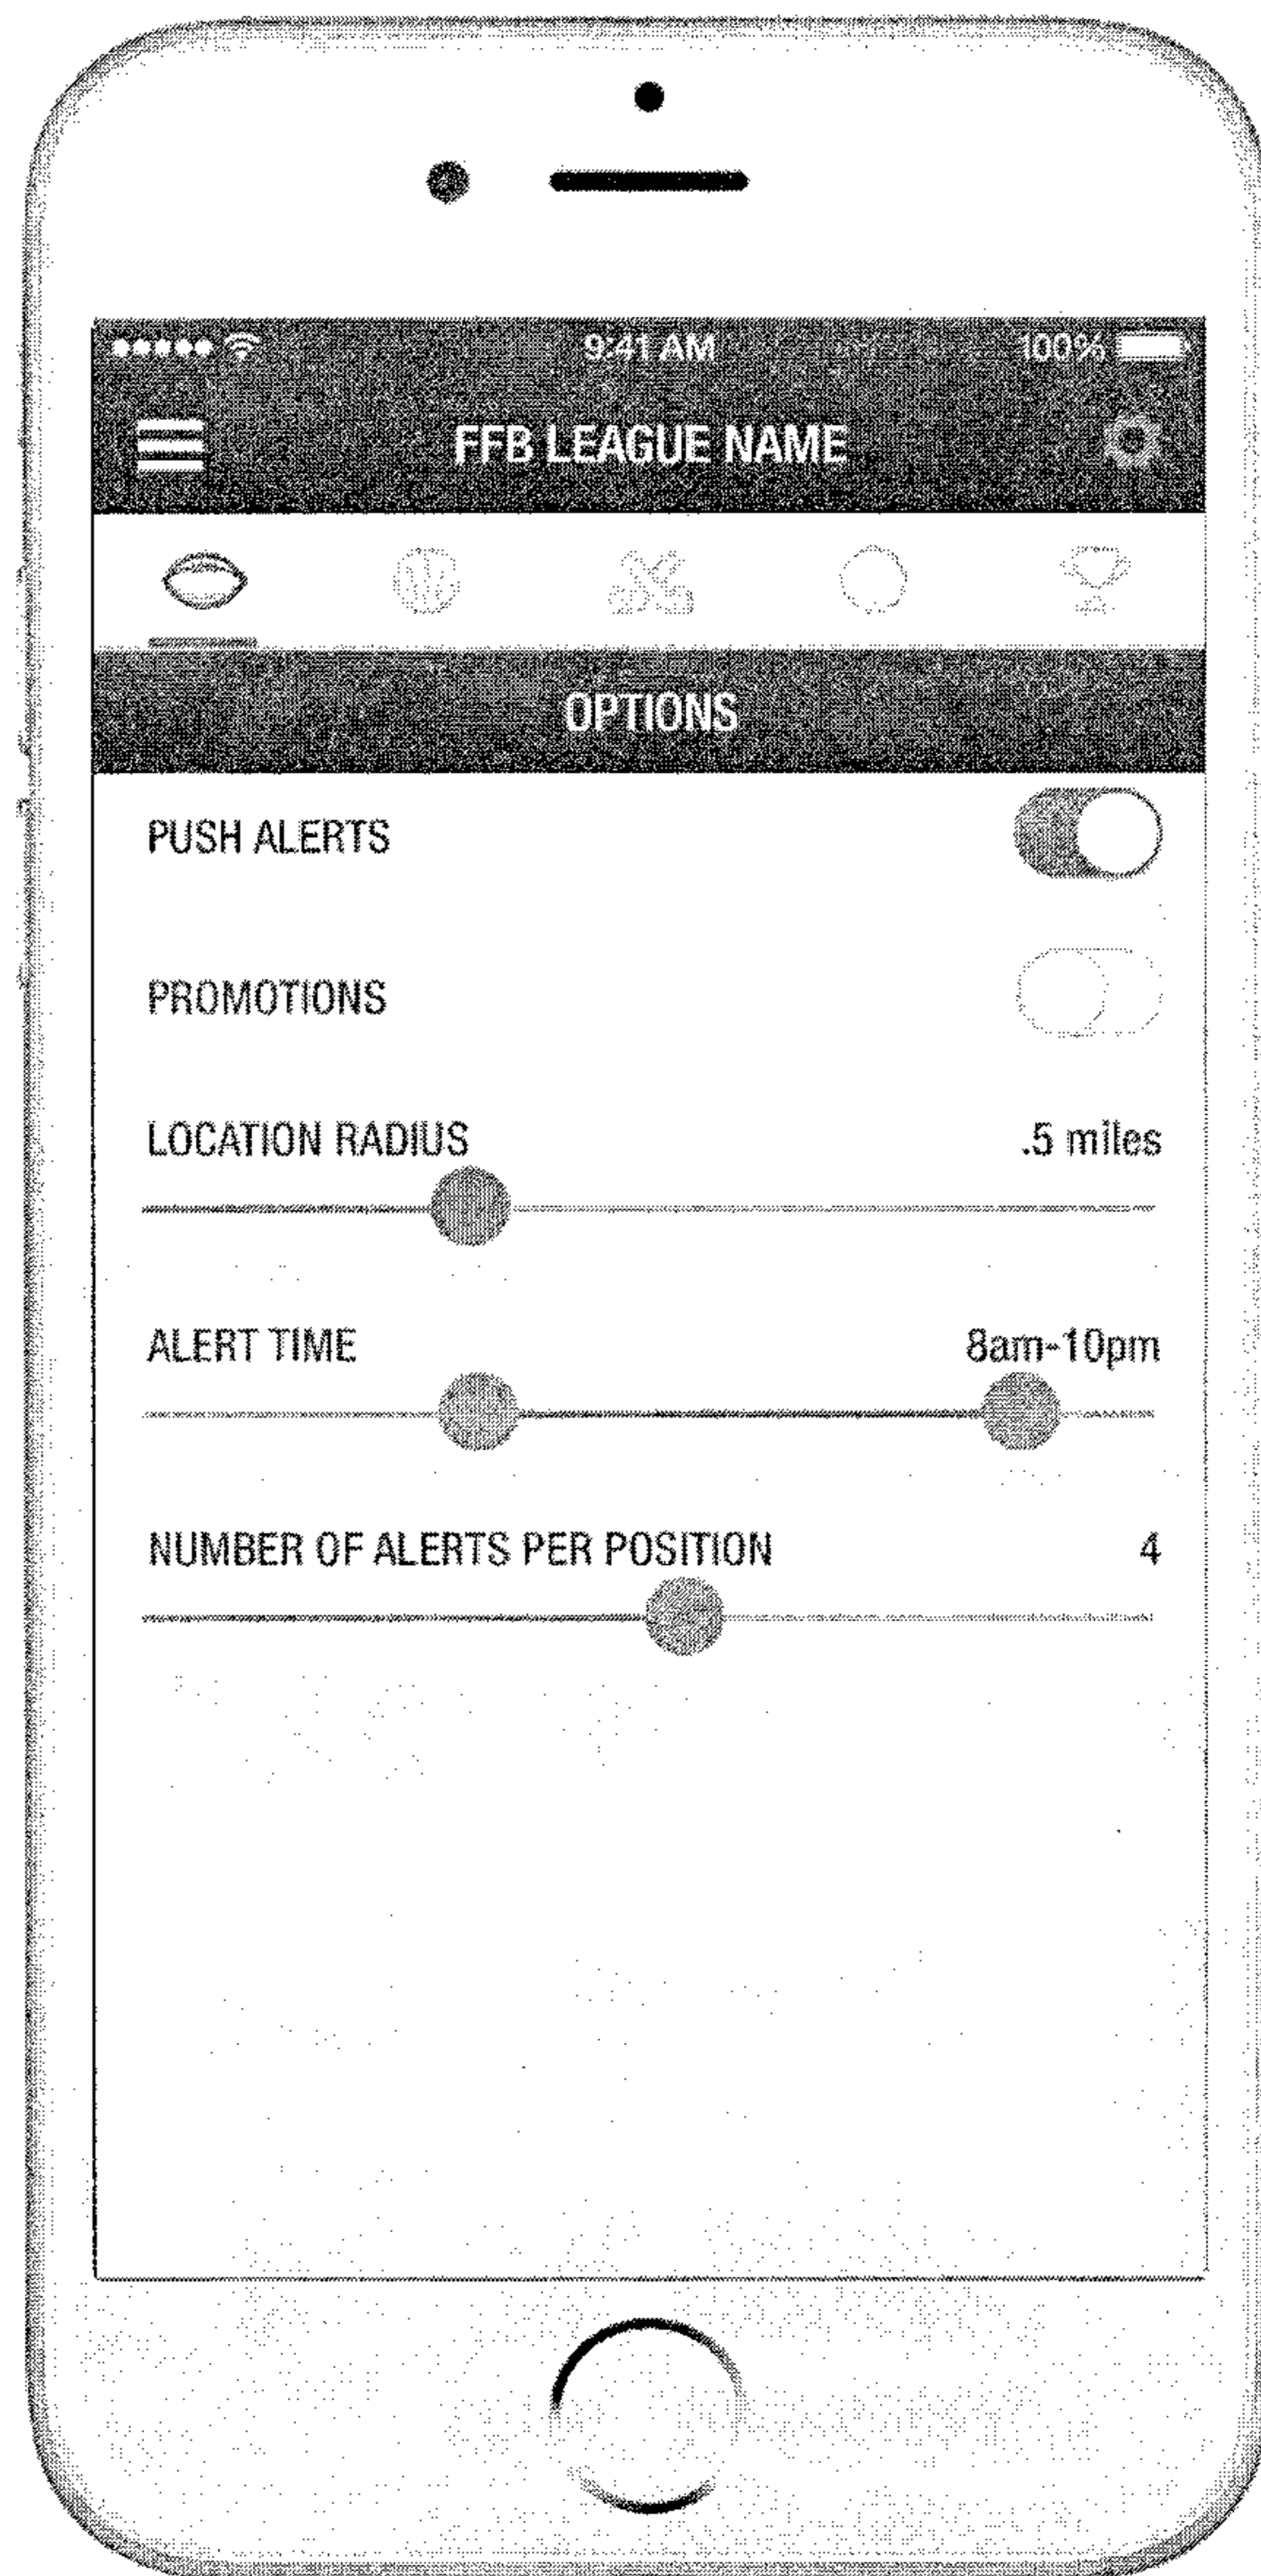 9:41 AM 100%
FFB LEAGUE NAME
OPTIONS
PUSH ALERTS
PROMOTIONS
LOCATION RADIUS .5 miles
ALERT TIME 8am-10pm
NUMBER OF ALERTS PER POSITION 4